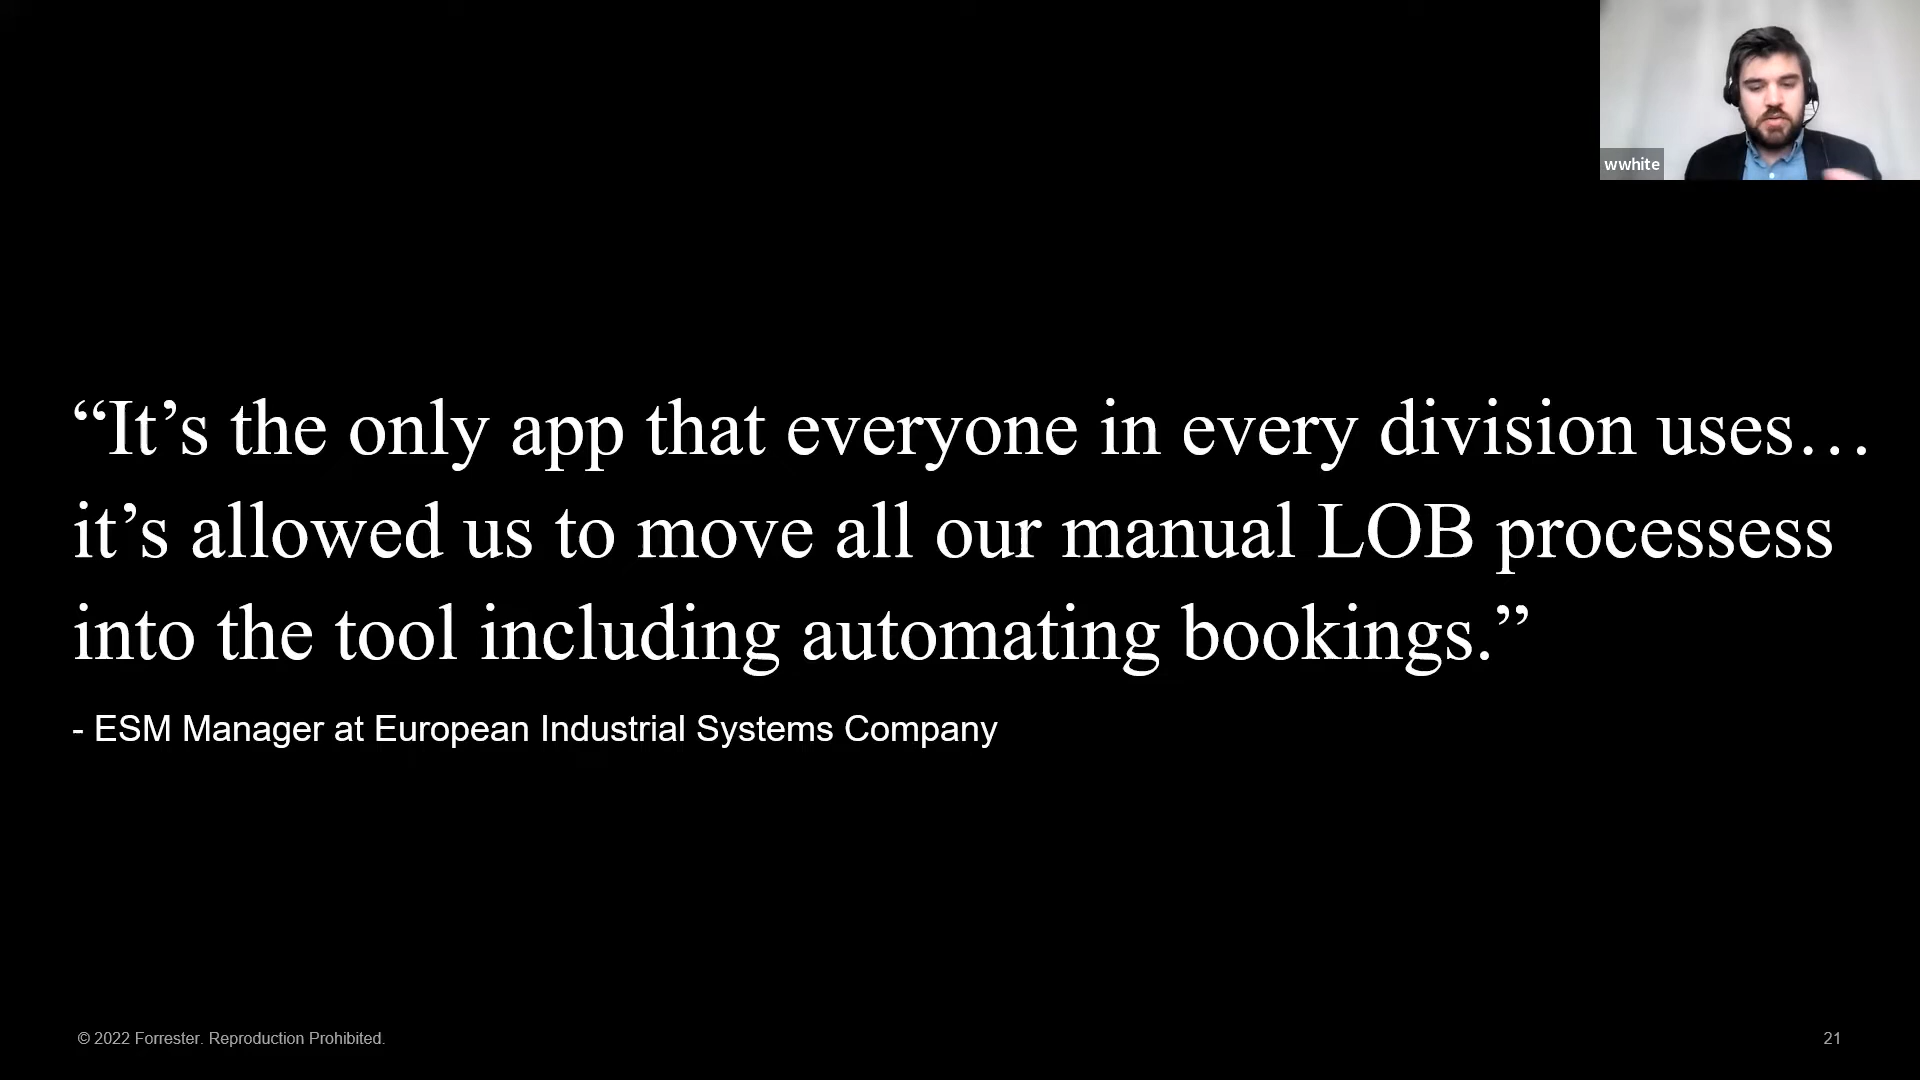 wwhite
“It’s the only app that everyone in every division uses…
it’s allowed us to move all our manual LOB processess
into the tool including automating bookings.”
- ESM Manager at European Industrial Systems Company
© 2022 Forrester. Reproduction Prohibited.
21